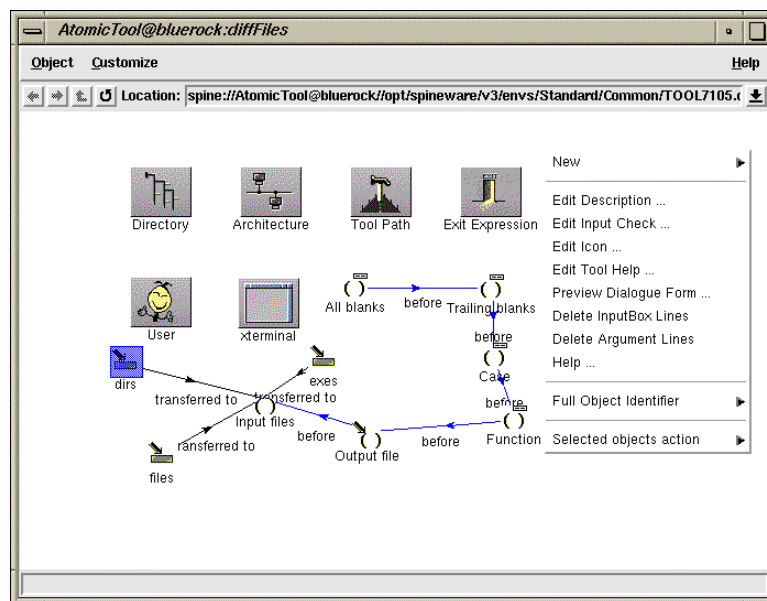 AtomicTool@bluerock:diffFiles
Object Customize Help
Location: spine://AtomicTool@bluerock//opt/spineware/v3/envs/Standard/Common/TOOL7105.
New
Directory Architecture Tool Path Exit Expression
EXIT
Edit Description ...
Edit Input Check ...
Edit Icon ...
Edit Tool Help ...
Preview Dialogue Form ...
Delete InputBox Lines
Delete Argument Lines
Help ...
Full Object Identifier
Selected objects action
User xterminal All blanks before Trailing blanks
before
dirs exes Case
transferred to transferred to before
Input files before Output file before Function
ransferred to
files